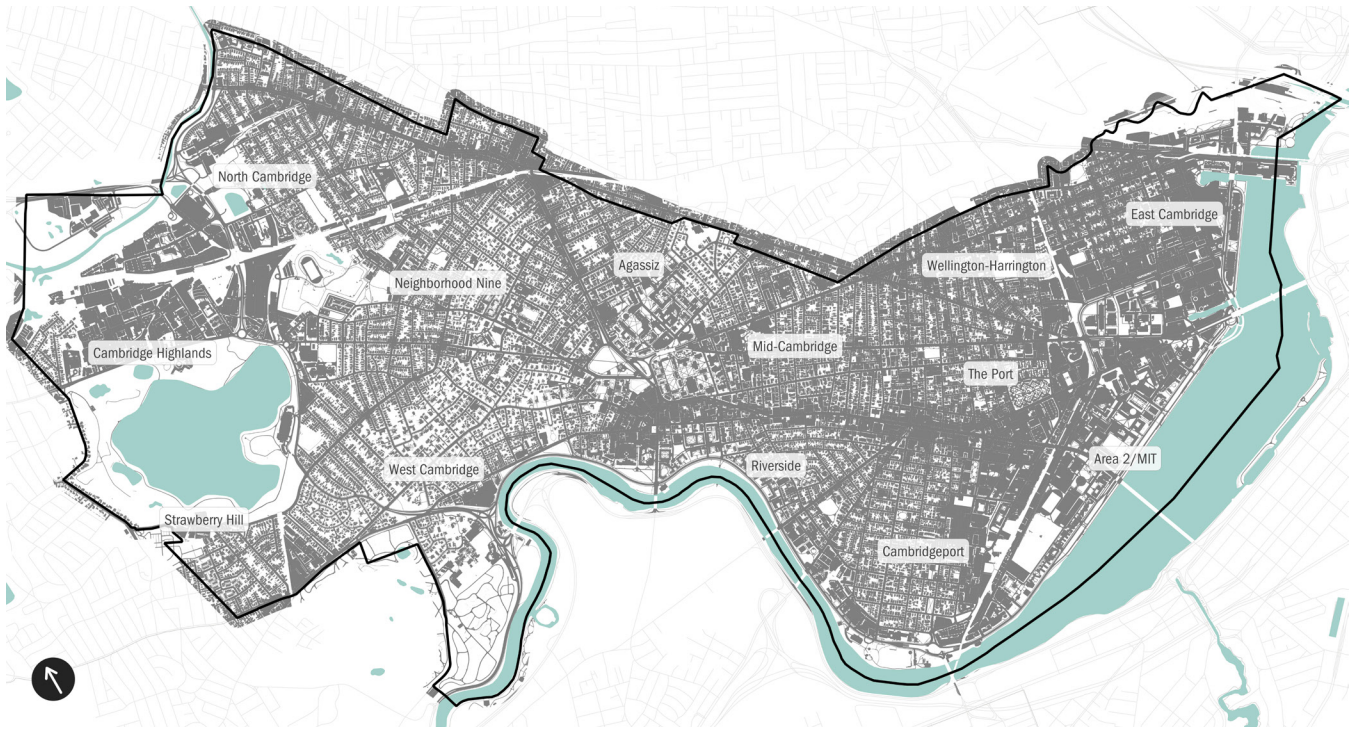 North Cambridge
East Cambridge
Agassiz
Wellington-Harrington
Neighborhood Nine
Mid-Cambridge
Cambridge Highlands
The Port
Area 2/MIT
Riverside
West Cambridge
Strawberry Hill
Cambridgeport